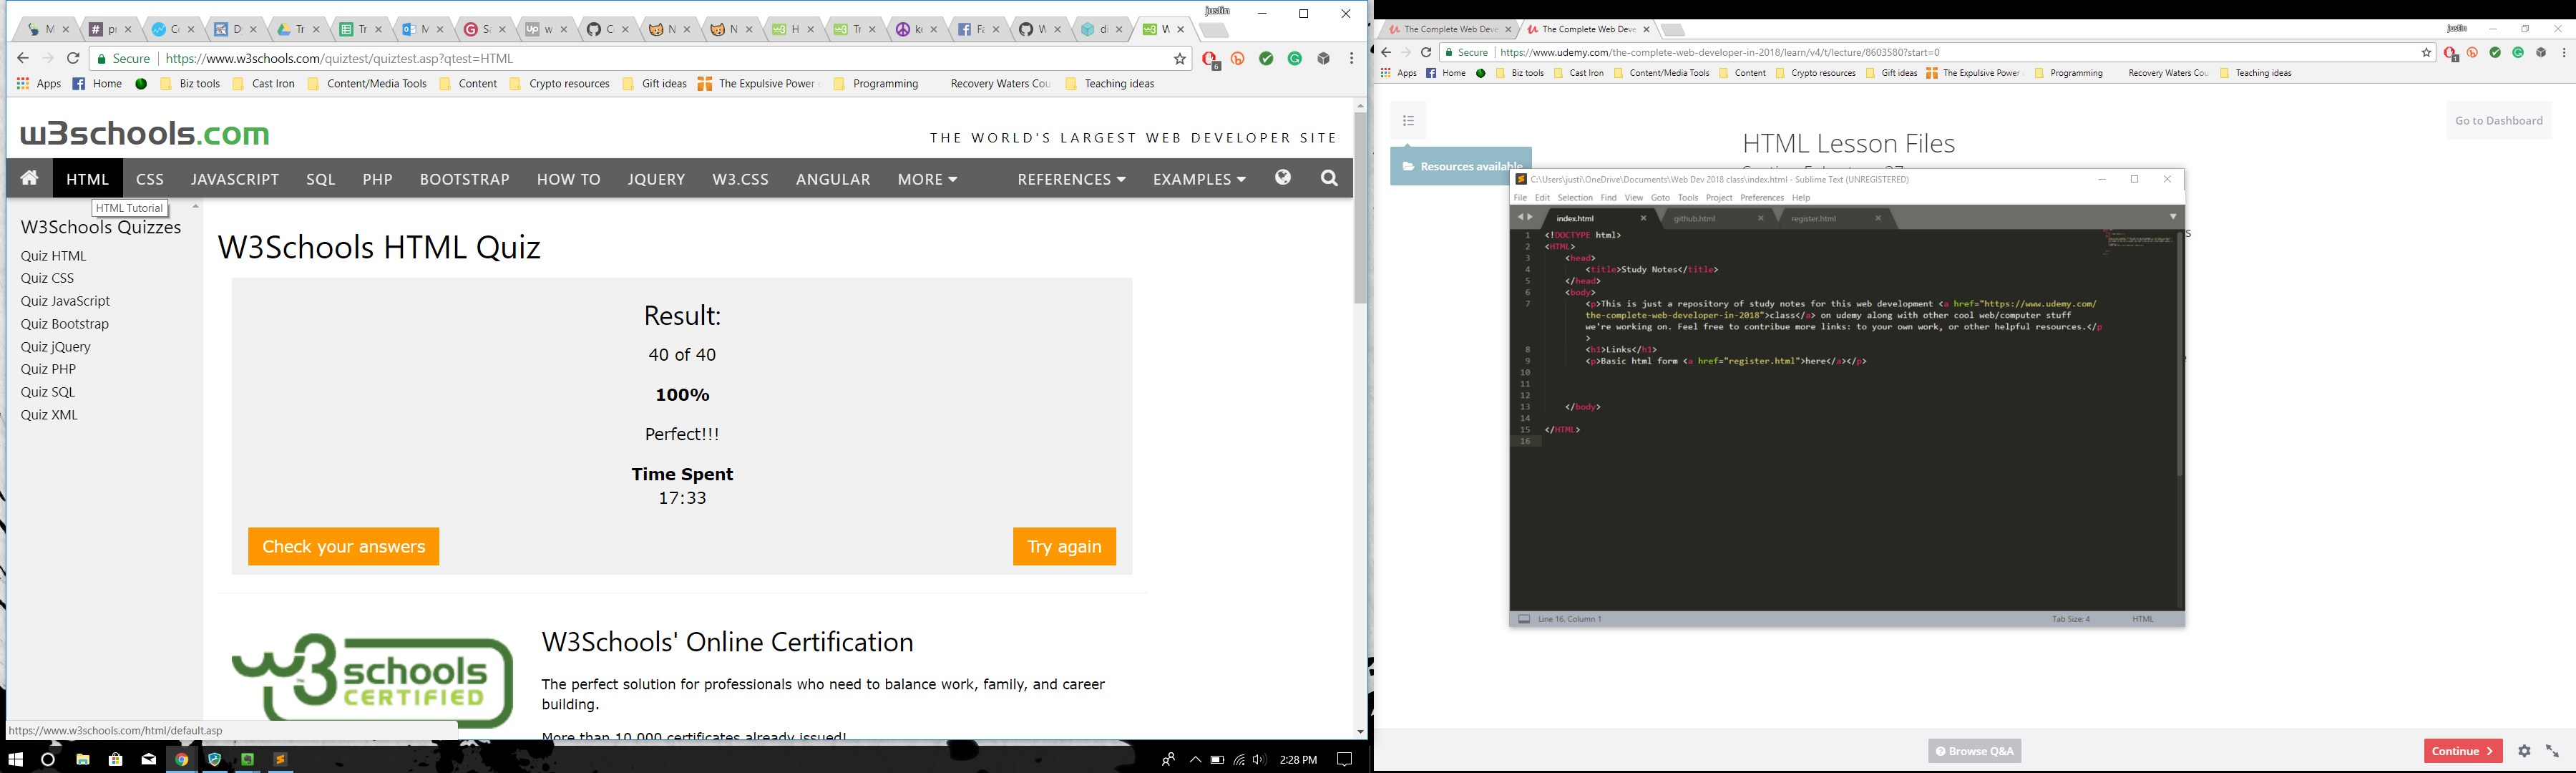 justin
M
# pr
C
D
Tr
Tr
M
G Sa
Up w
C
N
N
H
Tr
k
Fa
W
di
W
Secure
https://www.w3schools.com/quiztest/quiztest.asp?qtest=HTML
6
Apps Home Biz tools Cast Iron Content/Media Tools Content Crypto resources Gift ideas The Expulsive Power Programming Recovery Waters Cou Teaching ideas
w3schools.com
THE WORLD'S LARGEST WEB DEVELOPER SITE
HTML CSS JAVASCRIPT SQL PHP BOOTSTRAP HOW TO JQUERY W3.CSS ANGULAR MORE REFERENCES EXAMPLES
HTML Tutorial
W3Schools Quizzes
Quiz HTML
Quiz CSS
Quiz JavaScript
Quiz Bootstrap
Quiz jQuery
Quiz PHP
Quiz SQL
Quiz XML
W3Schools HTML Quiz
Result:
40 of 40
100%
Perfect!!!
Time Spent
17:33
Check your answers
Try again
w3schools
CERTIFIED
W3Schools' Online Certification
The perfect solution for professionals who need to balance work, family, and career
building.
More than 10 000 certificates already issued!
https://www.w3schools.com/html/default.asp
2:28 PM
The Complete Web Deve
The Complete Web Deve
justin
Secure
https://www.udemy.com/the-complete-web-developer-in-2018/learn/v4/t/lecture/8603580?start=0
1
Apps Home Biz tools Cast Iron Content/Media Tools Content Crypto resources Gift ideas The Expulsive Power Programming Recovery Waters Cou Teaching ideas
Go to Dashboard
HTML Lesson Files
Resources available
C:\Users\justi\OneDrive\Documents\Web Dev 2018 class\index.html - Sublime Text (UNREGISTERED)
File Edit Selection Find View Goto Tools Project Preferences Help
index.html
github.html
register.html
1 <!DOCTYPE html>
2 <HTML>
3 <head>
4 <title>Study Notes</title>
5 </head>
6 <body>
7 <p>This is just a repository of study notes for this web development <a href="https://www.udemy.com/
the-complete-web-developer-in-2018">class</a> on udemy along with other cool web/computer stuff
we're working on. Feel free to contribue more links: to your own work, or other helpful resources.</p
>
8 <h1>Links</h1>
9 <p>Basic html form <a href="register.html">here</a></p>
10
11
12
13 </body>
14
15 </HTML>
16
Line 16, Column 1
Tab Size: 4
HTML
Browse Q&A
Continue